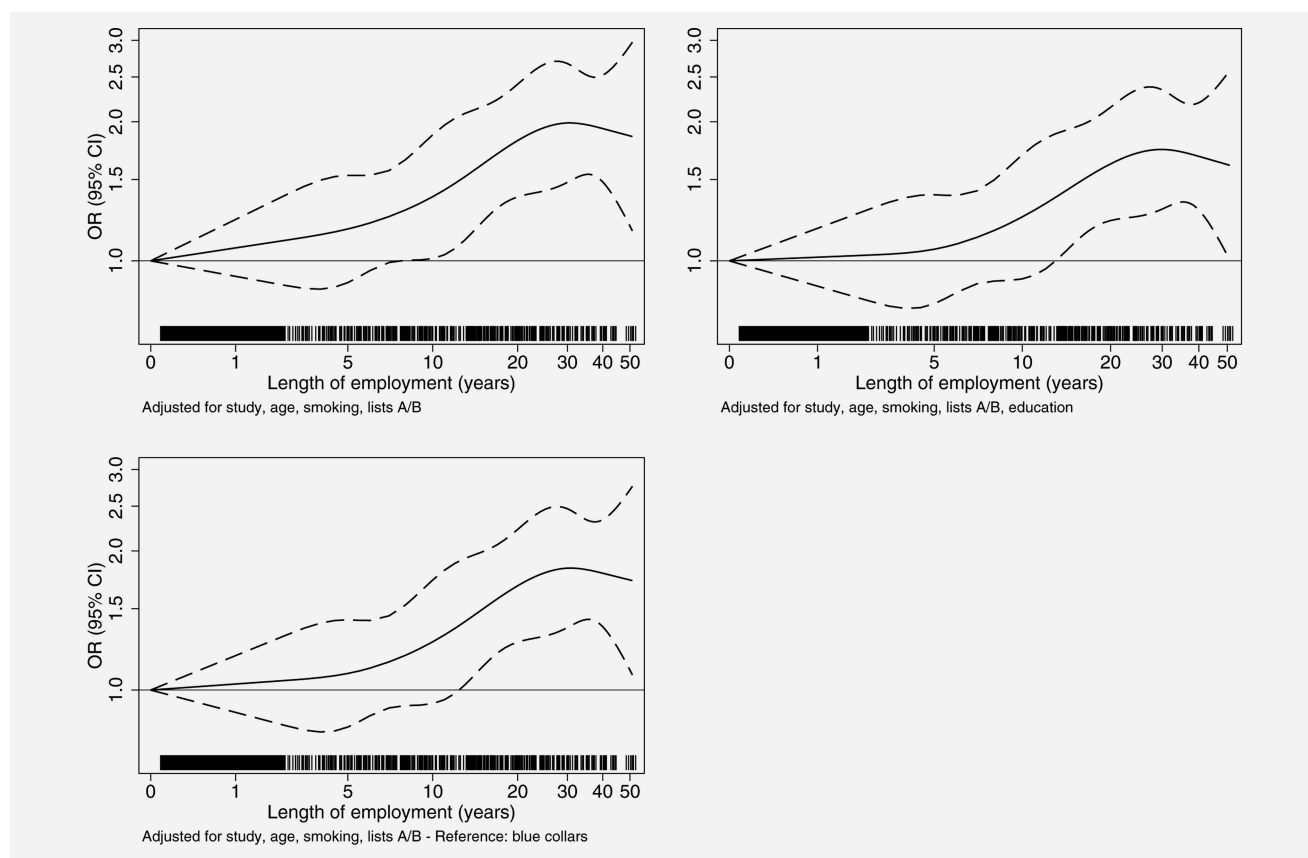 OR (95% CI)
3.0
2.5
2.0
1.5
1.0
0 1 5 10 20 30 40 50
Length of employment (years)
Adjusted for study, age, smoking, lists A/B
3.0
2.5
2.0
1.5
1.0
0 1 5 10 20 30 40 50
Length of employment (years)
Adjusted for study, age, smoking, lists A/B, education
OR (95% CI)
3.0
2.5
2.0
1.5
1.0
0 1 5 10 20 30 40 50
Length of employment (years)
Adjusted for study, age, smoking, lists A/B - Reference: blue collars